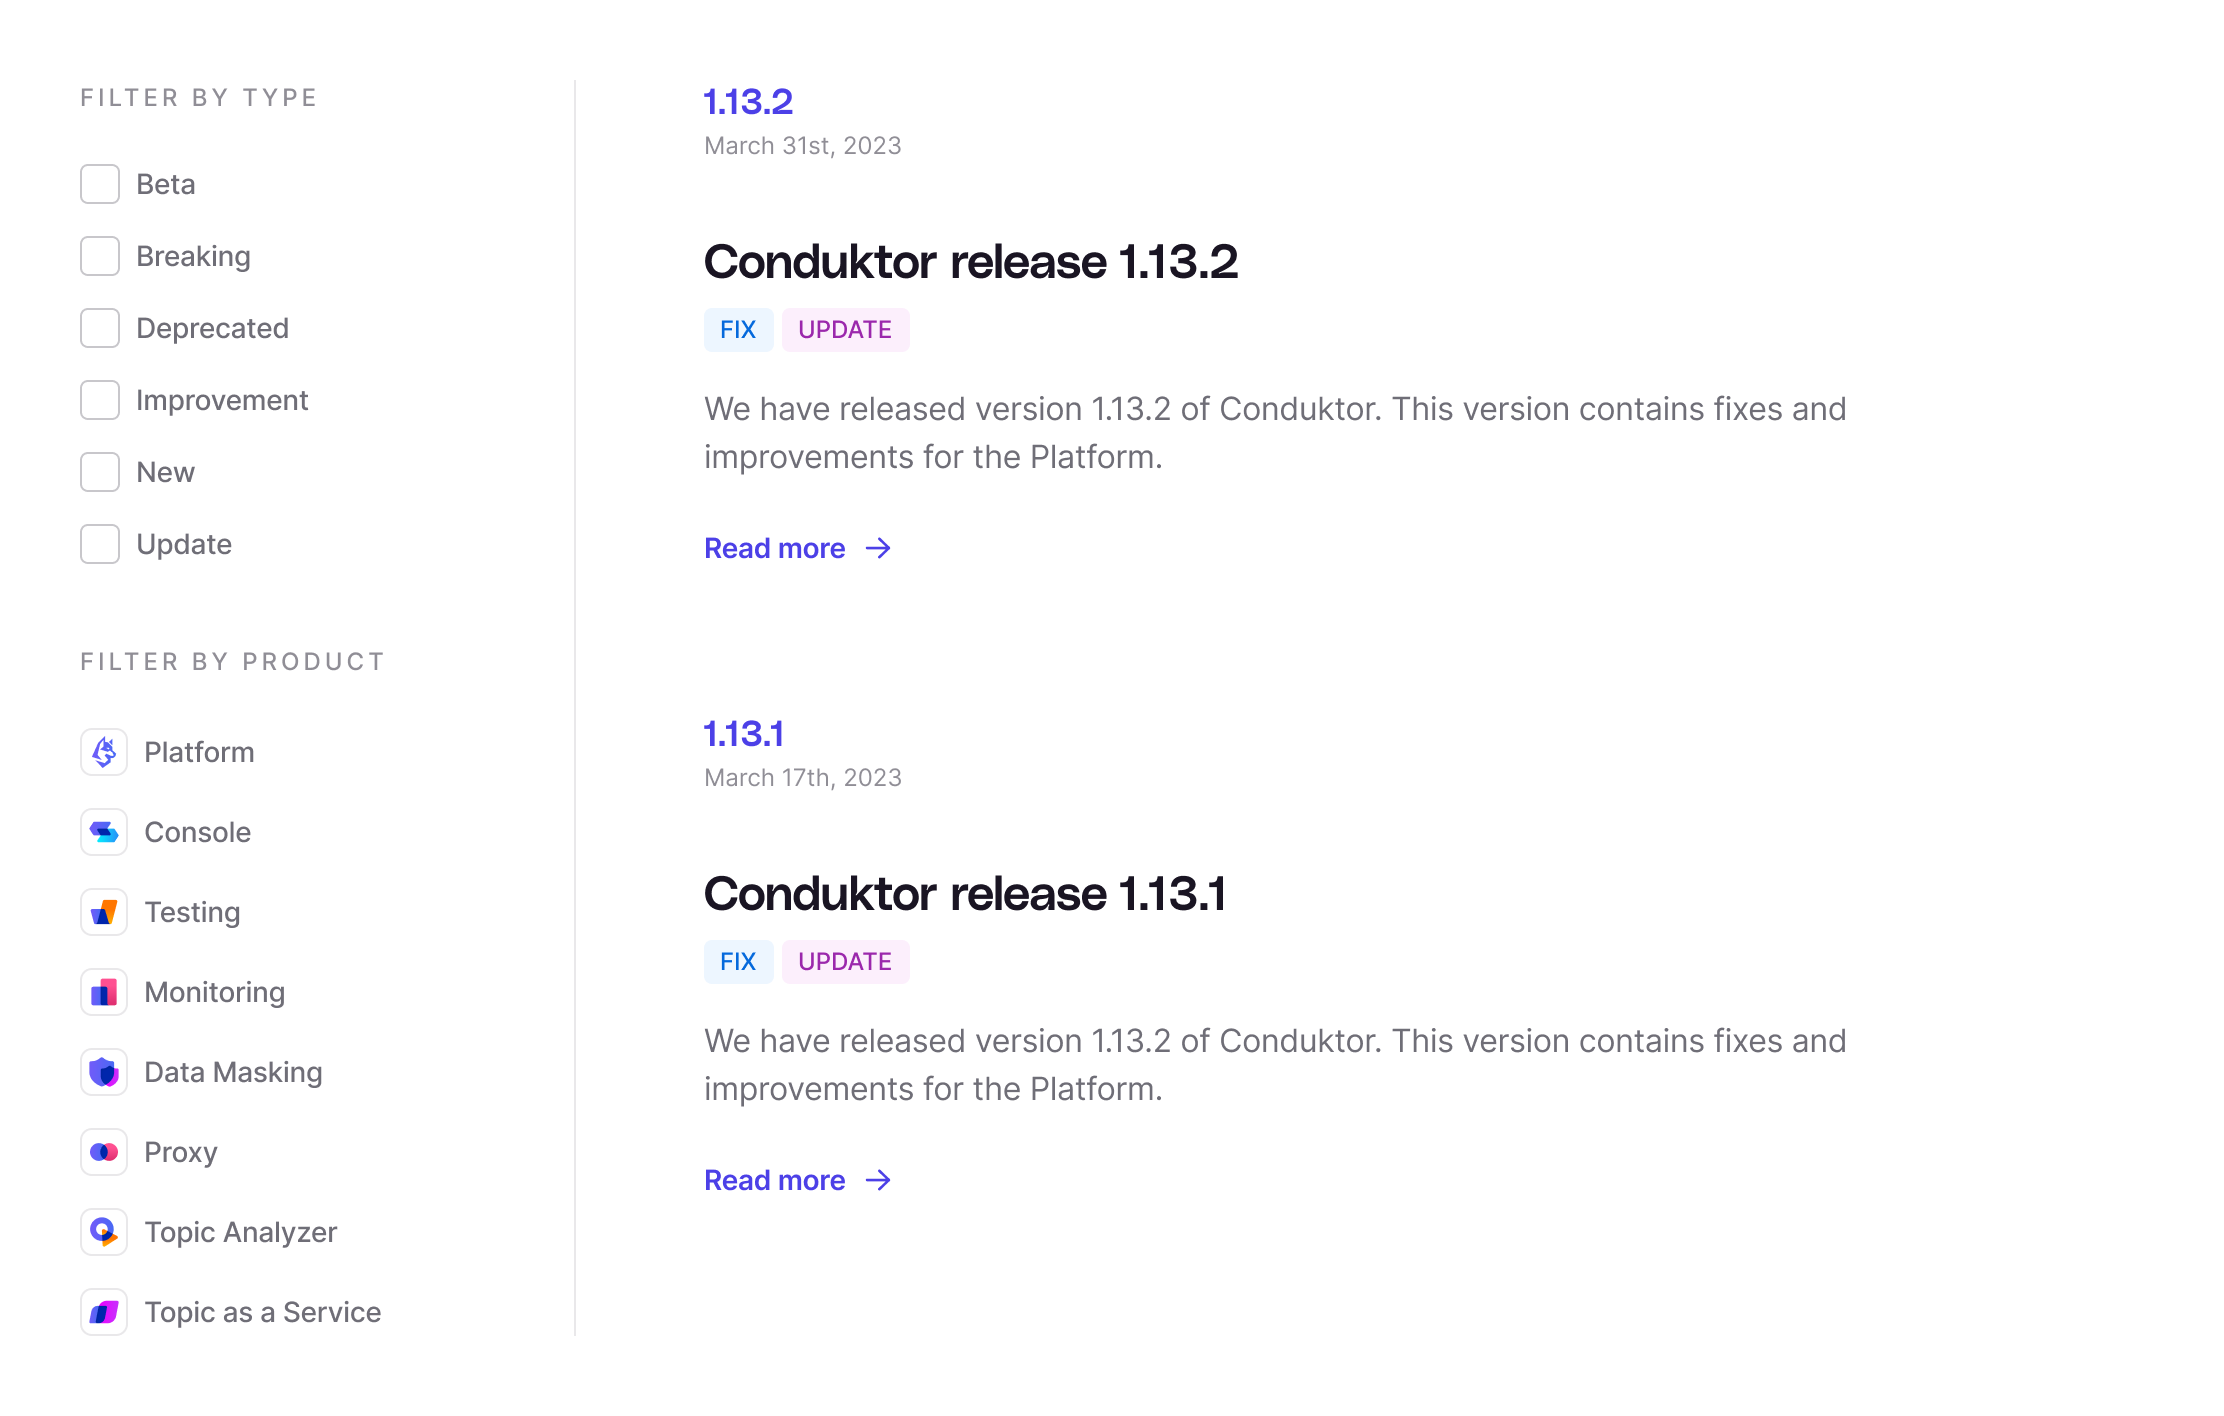 FILTER BY TYPE
Beta
Breaking
Deprecated
Improvement
New
Update
FILTER BY PRODUCT
Platform
Console
Testing
Monitoring
Data Masking
Proxy
Topic Analyzer
Topic as a Service
1.13.2
March 31st, 2023
Conduktor release 1.13.2
FIX UPDATE
We have released version 1.13.2 of Conduktor. This version contains fixes and
improvements for the Platform.
Read more →
1.13.1
March 17th, 2023
Conduktor release 1.13.1
FIX UPDATE
We have released version 1.13.2 of Conduktor. This version contains fixes and
improvements for the Platform.
Read more →